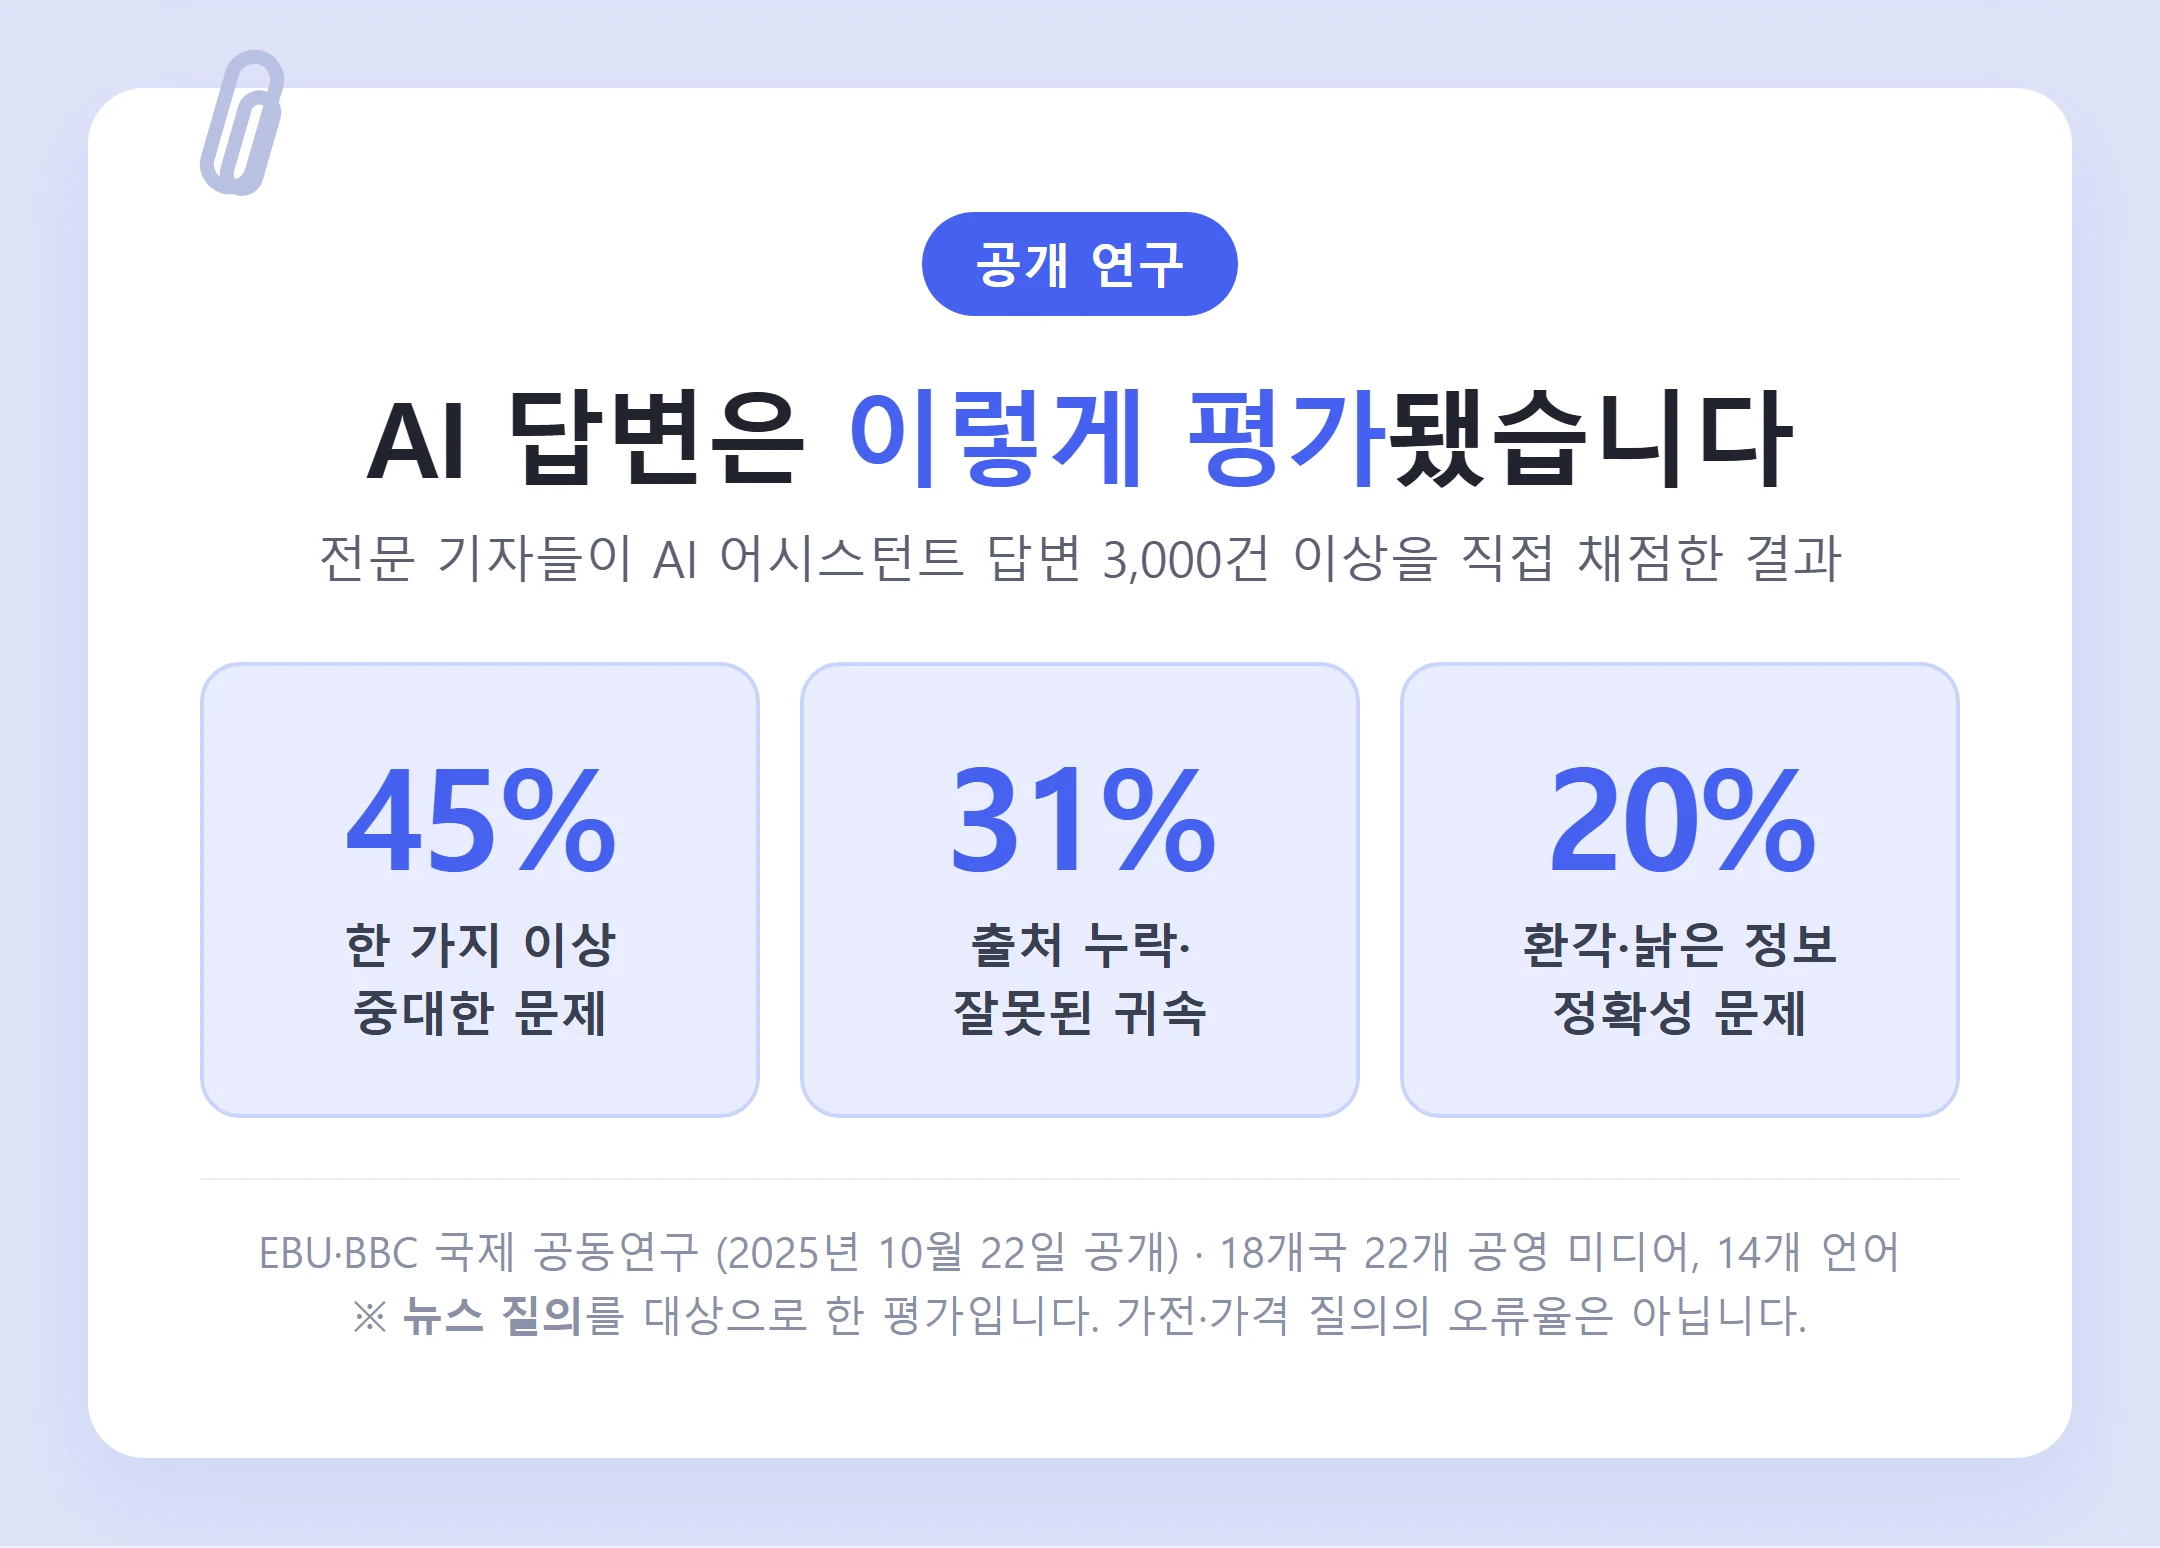 공개 연구
AI 답변은 이렇게 평가됐습니다
전문 기자들이 AI 어시스턴트 답변 3,000건 이상을 직접 채점한 결과
45%
한 가지 이상
중대한 문제
31%
출처 누락·
잘못된 귀속
20%
환각·낡은 정보
정확성 문제
EBU·BBC 국제 공동연구 (2025년 10월 22일 공개) · 18개국 22개 공영 미디어, 14개 언어
※ 뉴스 질의를 대상으로 한 평가입니다. 가전·가격 질의의 오류율은 아닙니다.